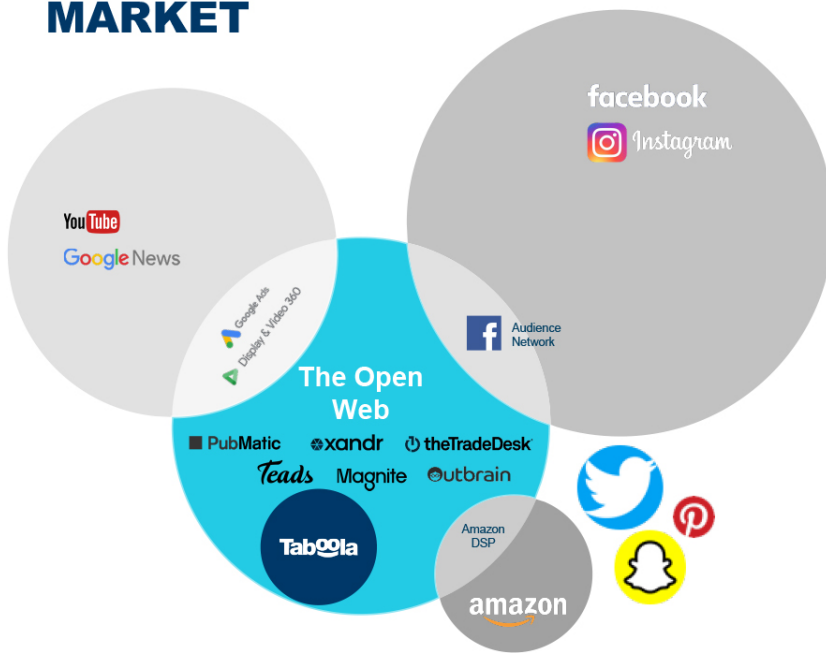 MARKET
facebook
Instagram
YouTube
Google News
Google Ads
Display & Video 360
Audience
Network
The Open
Web
PubMatic
xandr
theTradeDesk
Teads
Magnite
Outbrain
Taboola
Amazon
DSP
amazon